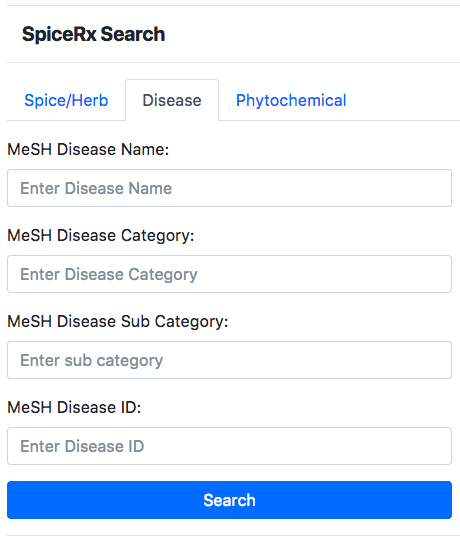 SpiceRx Search
Spice/Herb Disease Phytochemical
MeSH Disease Name:
Enter Disease Name
MeSH Disease Category:
Enter Disease Category
MeSH Disease Sub Category:
Enter sub category
MeSH Disease ID:
Enter Disease ID
Search